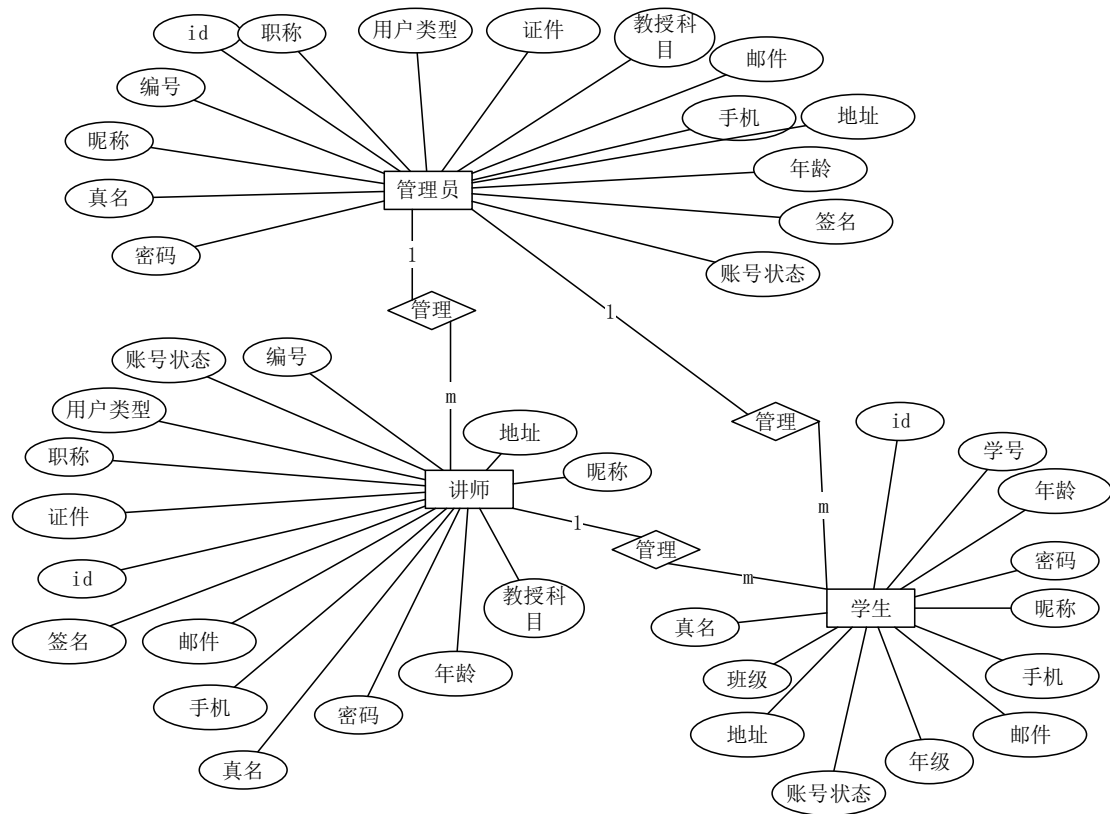 id
职称
用户类型
证件
教授科
目
邮件
编号
手机
地址
昵称
年龄
真名
管理员
签名
密码
账号状态
1
管理
1
账号状态
编号
用户类型
m
地址
管理
id
职称
昵称
学号
讲师
年龄
证件
1
m
管理
密码
id
教授科
目
m
学生
昵称
真名
签名
邮件
年龄
班级
手机
手机
密码
地址
邮件
真名
年级
账号状态